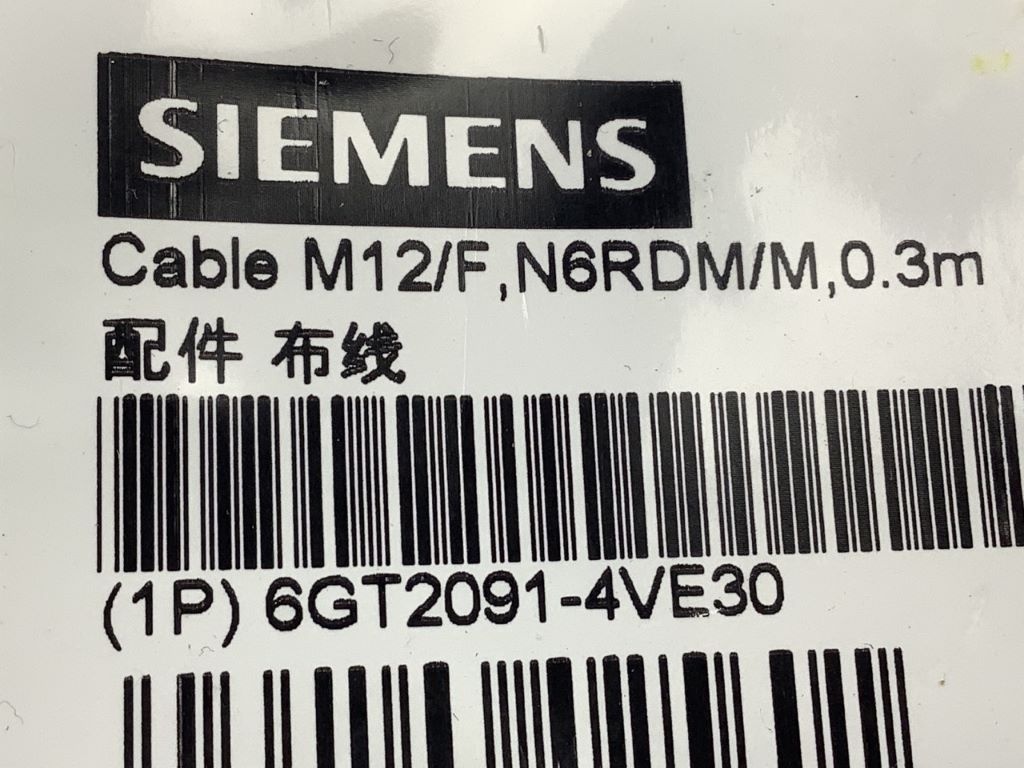 SIEMENS
Cable M12/F,N6RDM/M,0.3m
配件 布线
(1P) 6GT2091-4VE30